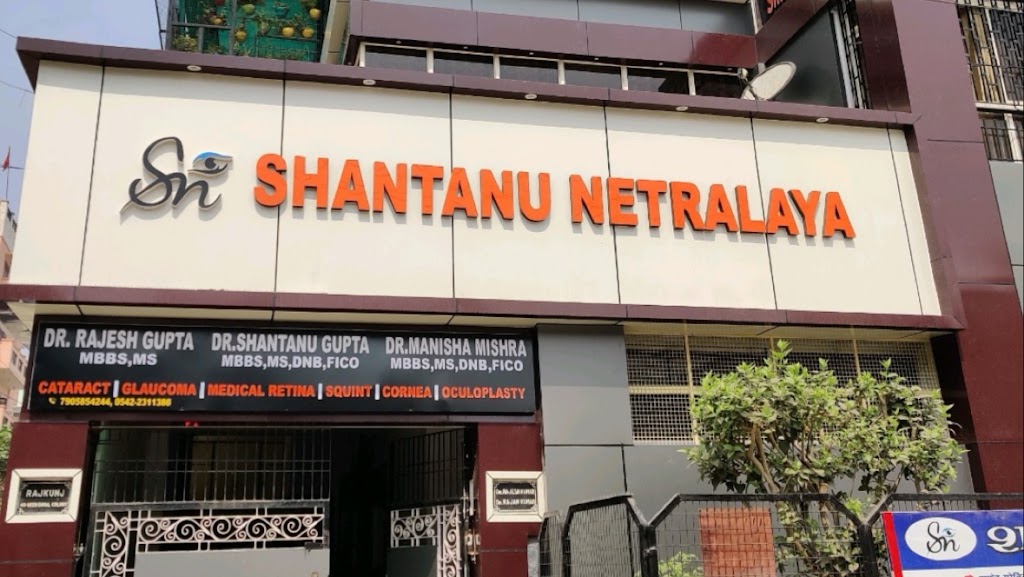 Sn SHANTANU NETRALAYA
DR. RAJESH GUPTA
MBBS,MS
DR.SHANTANU GUPTA
MBBS,MS,DNB,FICO
DR.MANISHA MISHRA
MBBS,MS,DNB,FICO
CATARACT | GLAUCOMA | MEDICAL RETINA | SQUINT | CORNEA | OCULOPLASTY
7905854244, 0542-2311386
RAJKUNJ
Sn